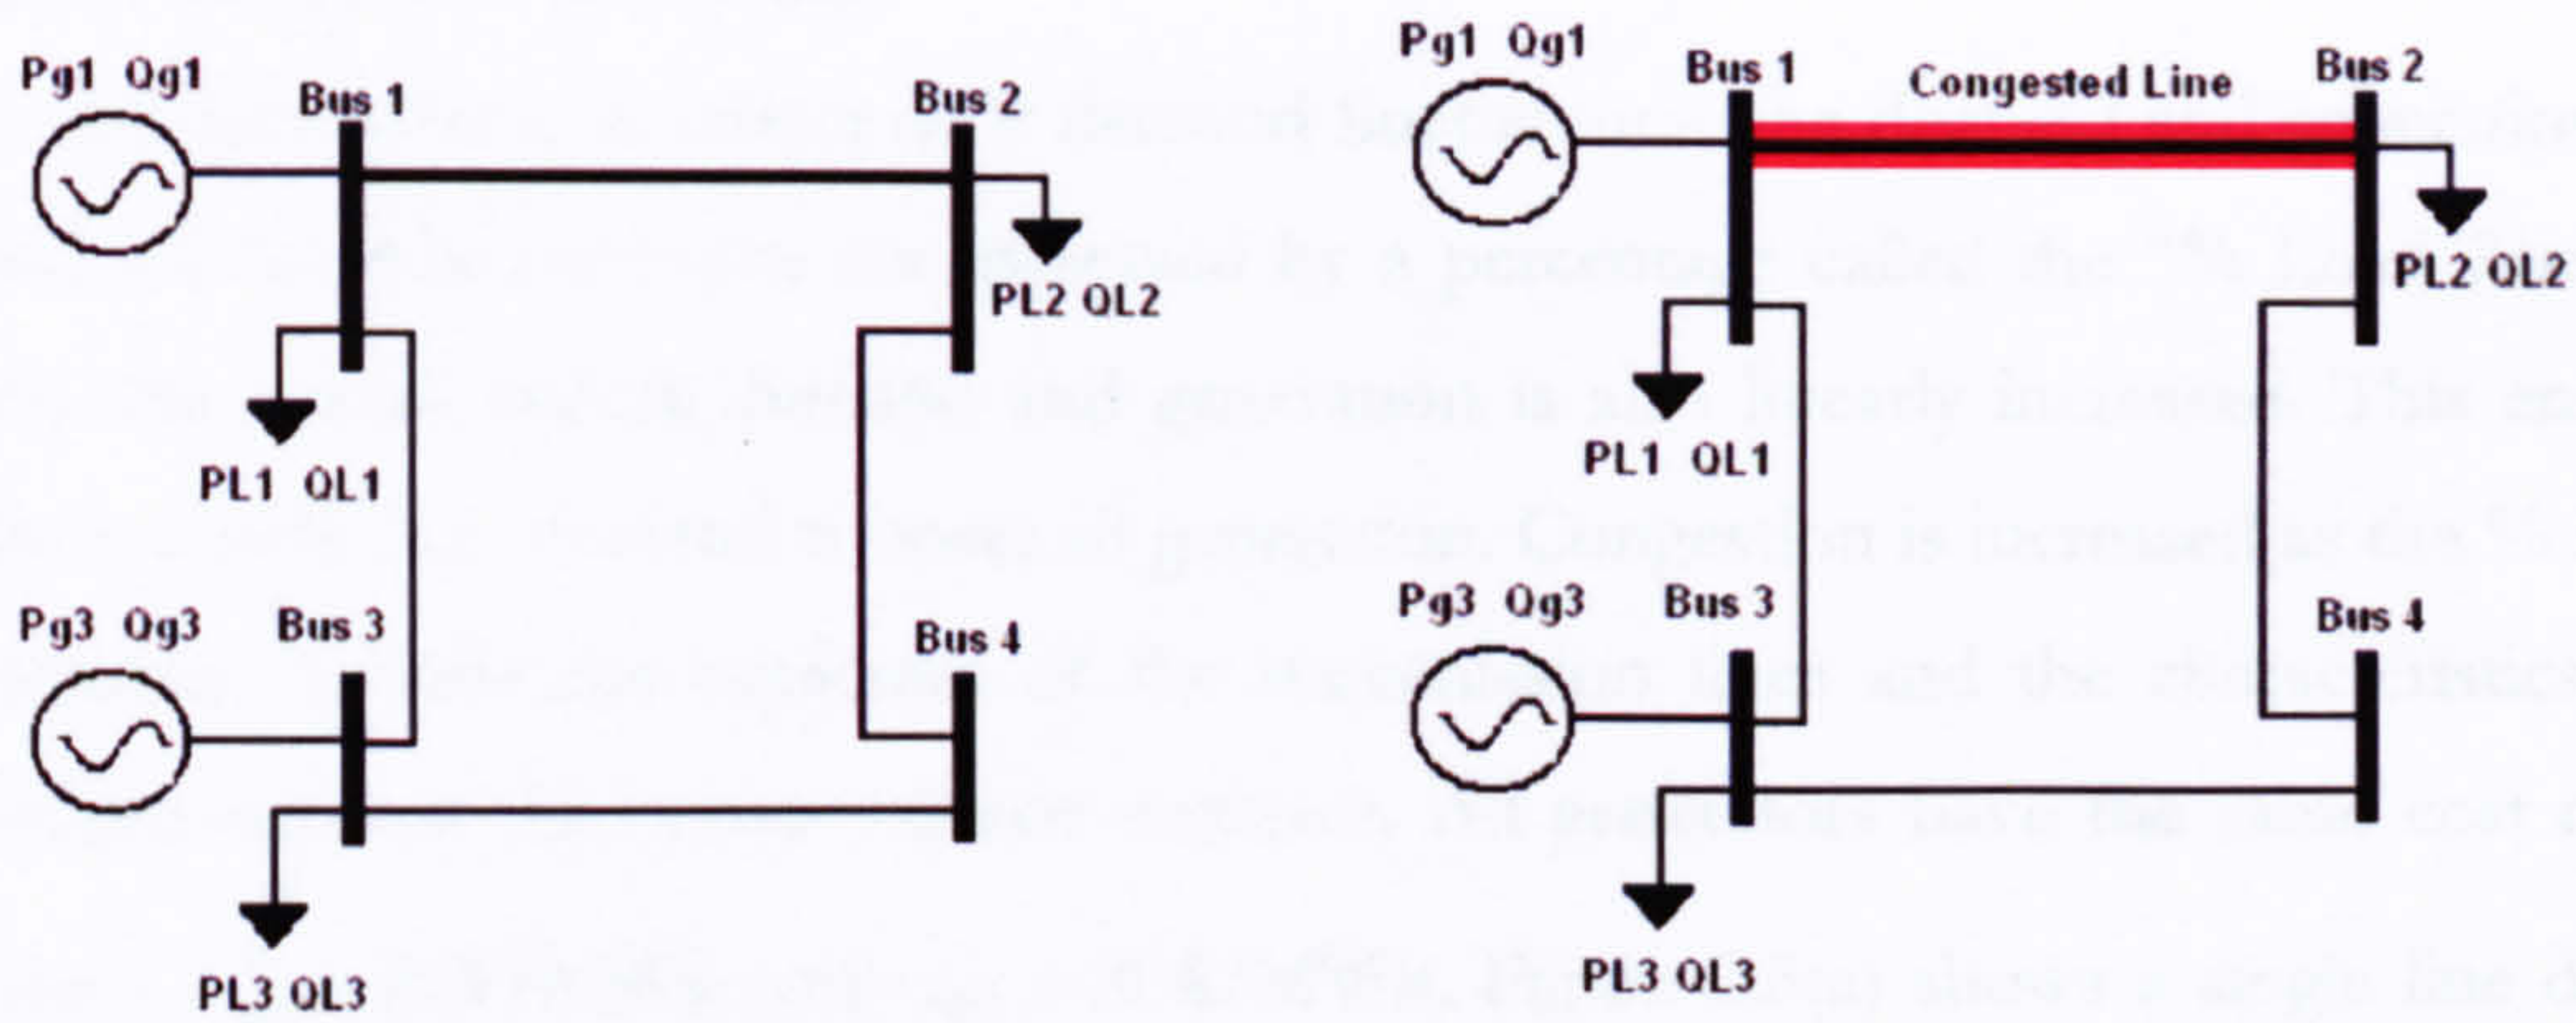 Pg1 Qg1
Bus 1
Bus 2
PL2 QL2
PL1 QL1
Pg3 Qg3
Bus 3
Bus 4
PL3 QL3
Pg1 Qg1
Bus 1
Congested Line
Bus 2
PL2 QL2
PL1 QL1
Pg3 Qg3
Bus 3
Bus 4
PL3 QL3